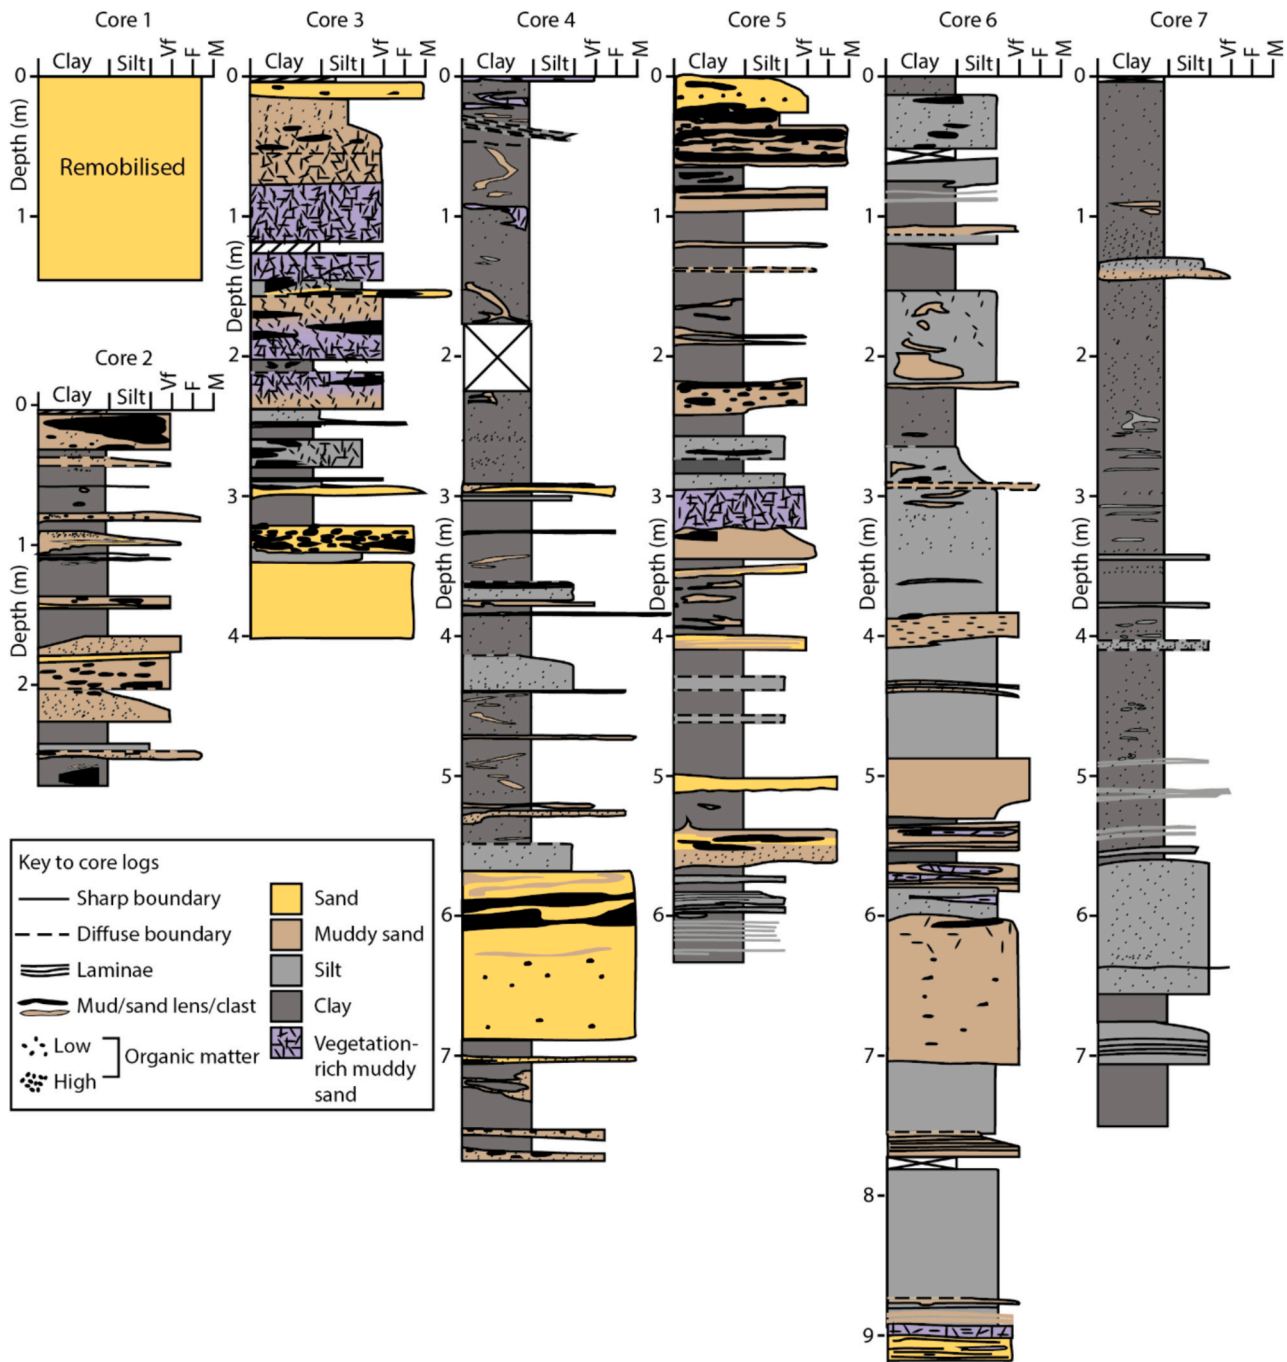 Core 1
Core 3
Core 4
Core 5
Core 6
Core 7
Clay Silt Vf F M
Clay Silt Vf F M
Clay Silt Vf F M
Clay Silt Vf F M
Clay Silt Vf F M
Clay Silt Vf F M
Depth (m)
0
1
Remobilised
Core 2
Clay Silt Vf F M
Depth (m)
0
1
2
Depth (m)
0
1
2
3
4
Depth (m)
0
1
2
3
4
5
6
7
Depth (m)
0
1
2
3
4
5
6
Depth (m)
0
1
2
3
4
5
6
7
8
9
Depth (m)
0
1
2
3
4
5
6
7
Key to core logs
Sharp boundary
Diffuse boundary
Laminae
Mud/sand lens/clast
Low
High
Organic matter
Sand
Muddy sand
Silt
Clay
Vegetation-
rich muddy
sand